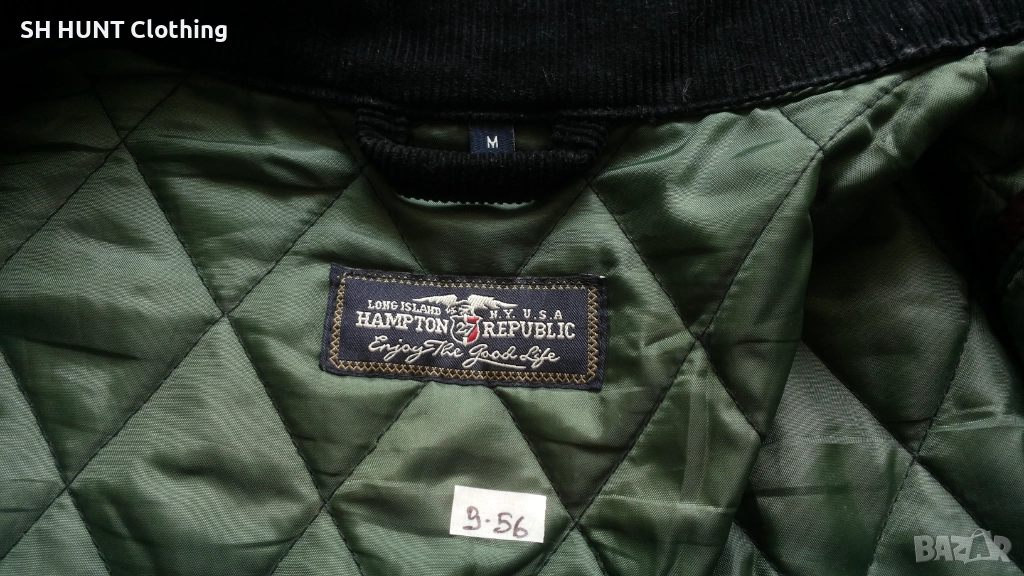 SH HUNT Clothing
M
LONG ISLAND N.Y. U.S.A
HAMPTON 27 REPUBLIC
Enjoy The Good Life
9-56
BAZAR